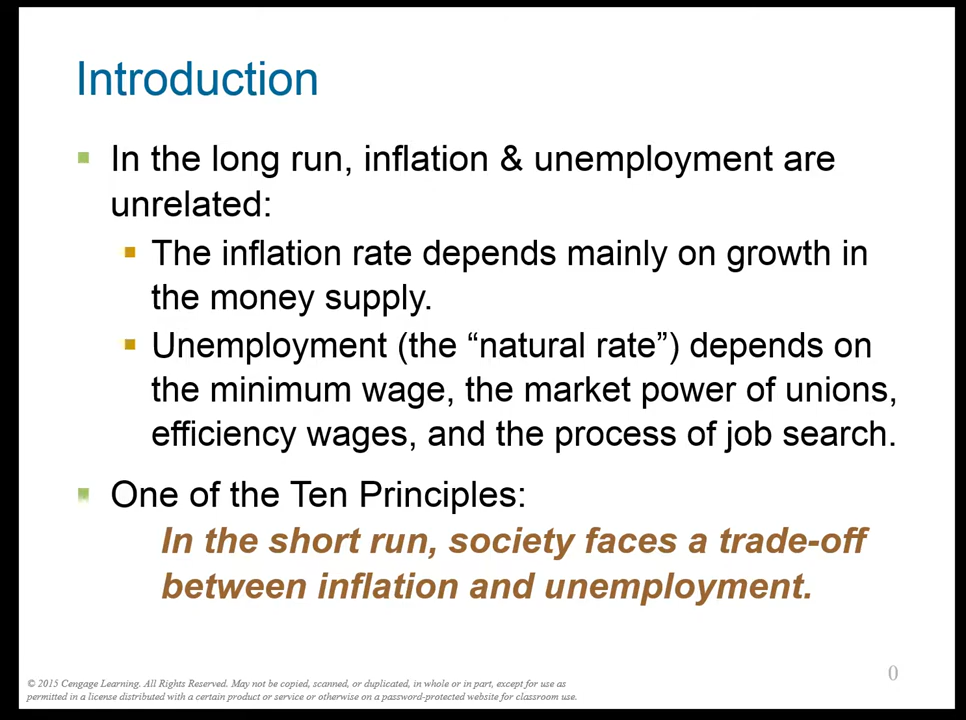 Introduction
In the long run, inflation & unemployment are
unrelated:
The inflation rate depends mainly on growth in
the money supply.
Unemployment (the “natural rate”) depends on
the minimum wage, the market power of unions,
efficiency wages, and the process of job search.
One of the Ten Principles:
In the short run, society faces a trade-off
between inflation and unemployment.
0
© 2015 Cengage Learning. All Rights Reserved. May not be copied, scanned, or duplicated, in whole or in part, except for use as
permitted in a license distributed with a certain product or service or otherwise on a password-protected website for classroom use.